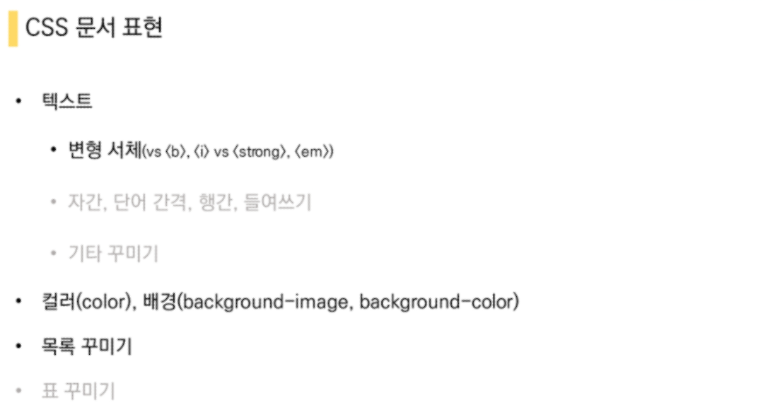 CSS 문서 표현
• 텍스트
• 변형 서체(vs 〈b〉, 〈i〉 vs 〈strong〉, 〈em〉)
• 자간, 단어 간격, 행간, 들여쓰기
• 기타 꾸미기
• 컬러(color), 배경(background-image, background-color)
• 목록 꾸미기
• 표 꾸미기